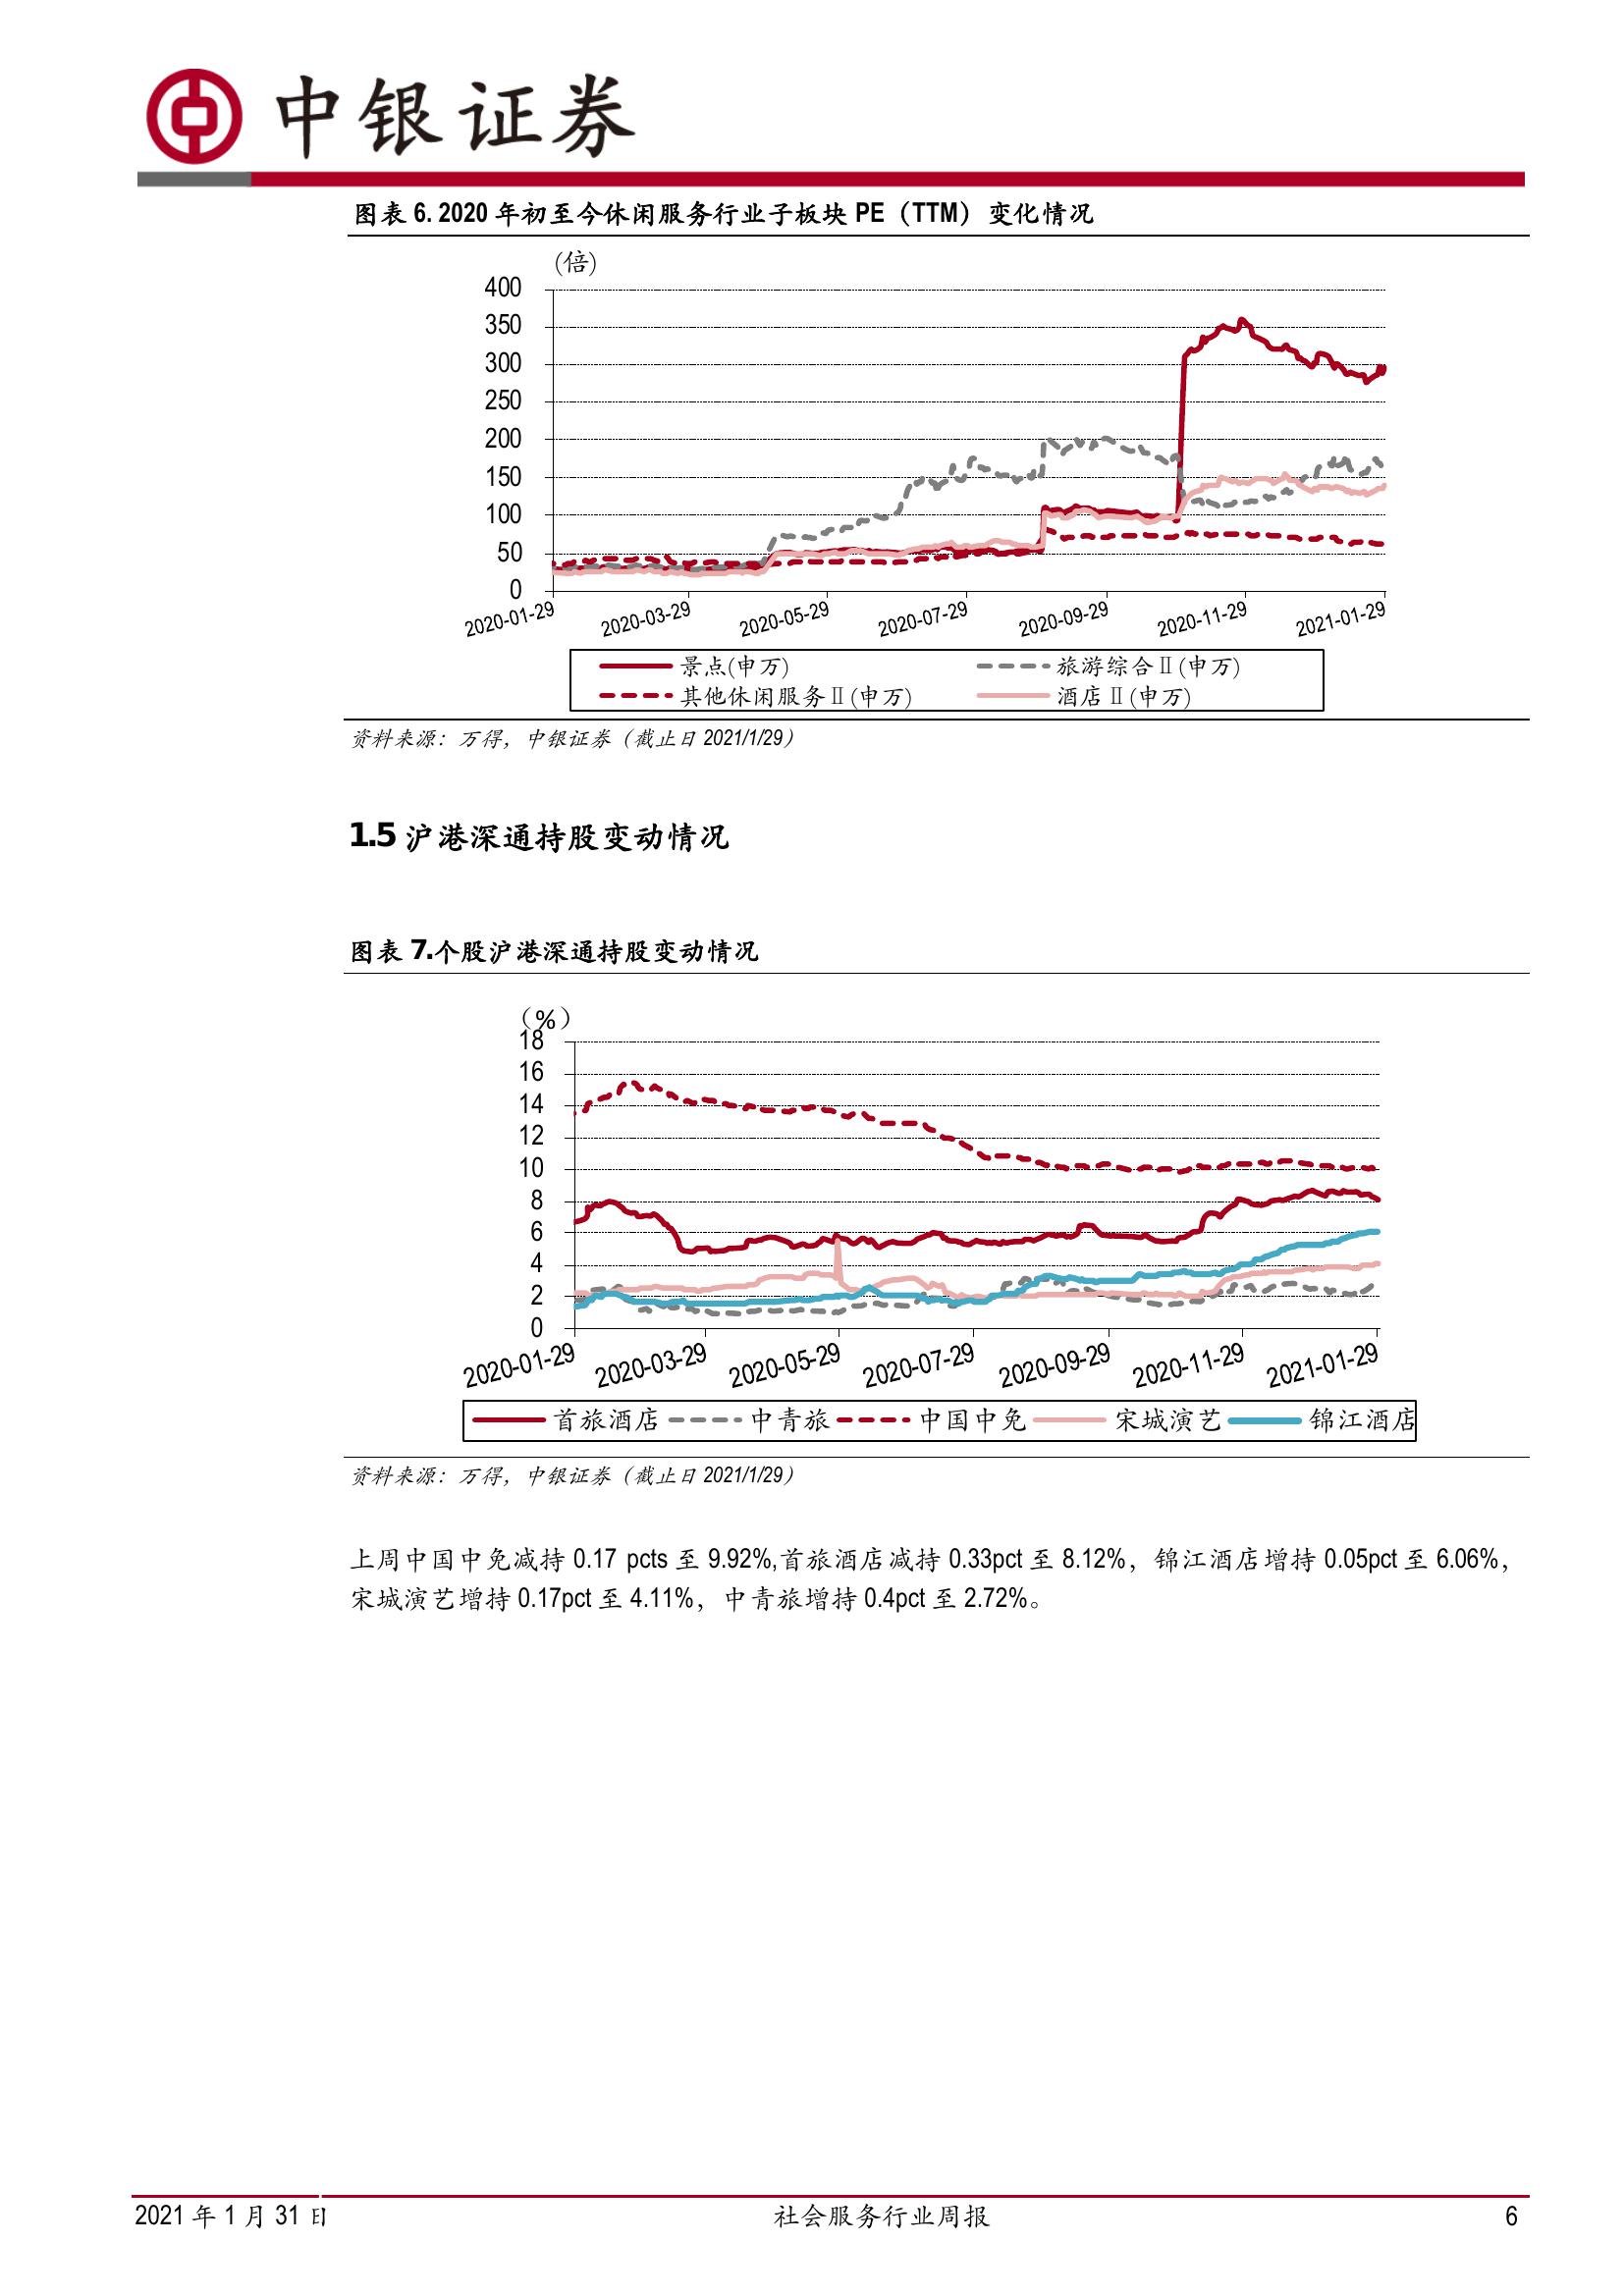 中银证券
图表 6. 2020 年初至今休闲服务行业子板块 PE（TTM）变化情况
(倍)
400
350
300
250
200
150
100
50
0
2020-01-29 2020-03-29 2020-05-29 2020-07-29 2020-09-29 2020-11-29 2021-01-29
景点(申万) 旅游综合Ⅱ(申万)
其他休闲服务Ⅱ(申万) 酒店Ⅱ(申万)
资料来源：万得，中银证券（截止日 2021/1/29）
1.5 沪港深通持股变动情况
图表 7.个股沪港深通持股变动情况
（%）
18
16
14
12
10
8
6
4
2
0
2020-01-29 2020-03-29 2020-05-29 2020-07-29 2020-09-29 2020-11-29 2021-01-29
首旅酒店 中青旅 中国中免 宋城演艺 锦江酒店
资料来源：万得，中银证券（截止日 2021/1/29）
上周中国中免减持 0.17 pcts 至 9.92%,首旅酒店减持 0.33pct 至 8.12%，锦江酒店增持 0.05pct 至 6.06%，
宋城演艺增持 0.17pct 至 4.11%，中青旅增持 0.4pct 至 2.72%。
2021 年 1 月 31 日 社会服务行业周报 6